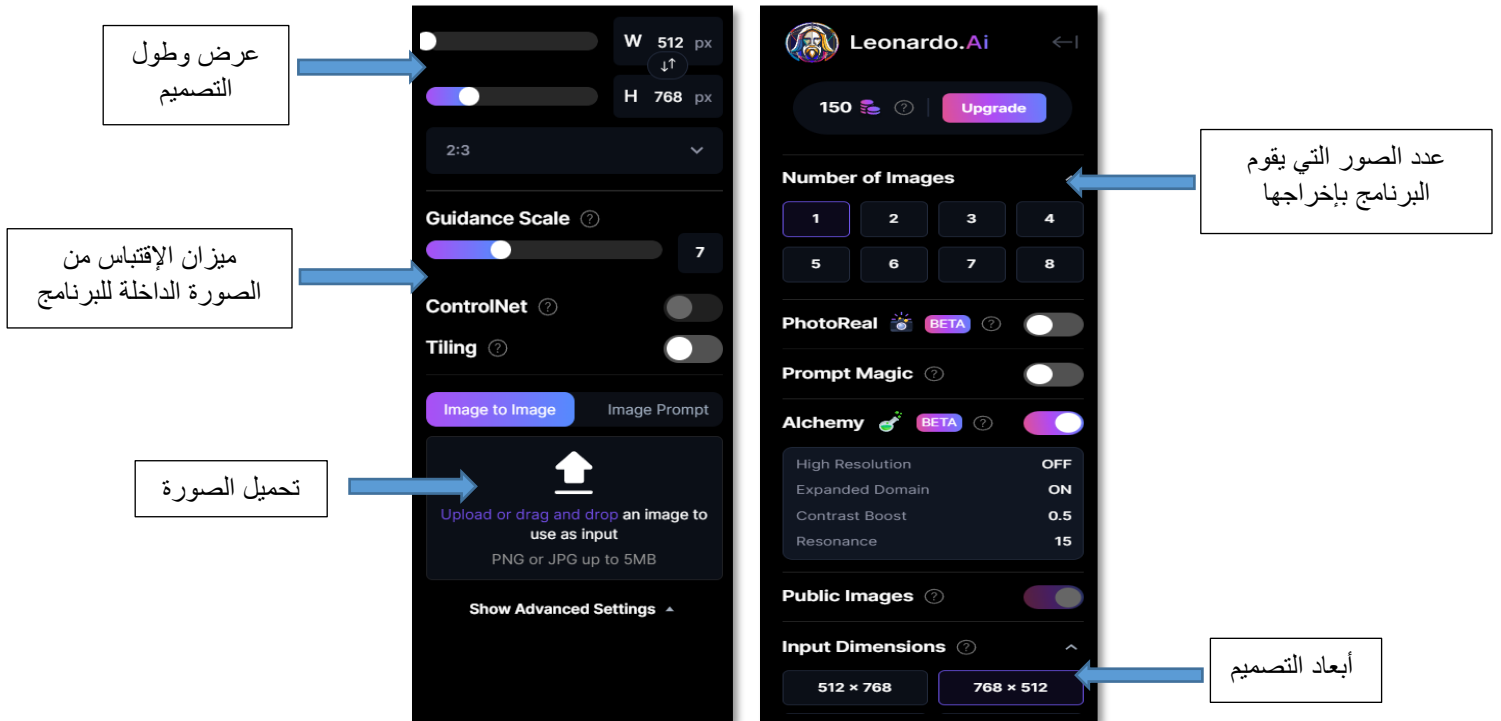 عرض وطول
التصميم
W 512 px
H 768 px
2:3
Guidance Scale ?
7
ميزان الإقتباس من
الصورة الداخلة للبرنامج
ControlNet ?
Tiling ?
Image to Image Image Prompt
تحميل الصورة
Upload or drag and drop an image to
use as input
PNG or JPG up to 5MB
Show Advanced Settings
Leonardo.Ai
150 ? Upgrade
عدد الصور التي يقوم
البرنامج بإخراجها
Number of Images
1 2 3 4
5 6 7 8
PhotoReal BETA ?
Prompt Magic ?
Alchemy BETA ?
High Resolution OFF
Expanded Domain ON
Contrast Boost 0.5
Resonance 15
Public Images ?
Input Dimensions ?
أبعاد التصميم
512 × 768 768 × 512